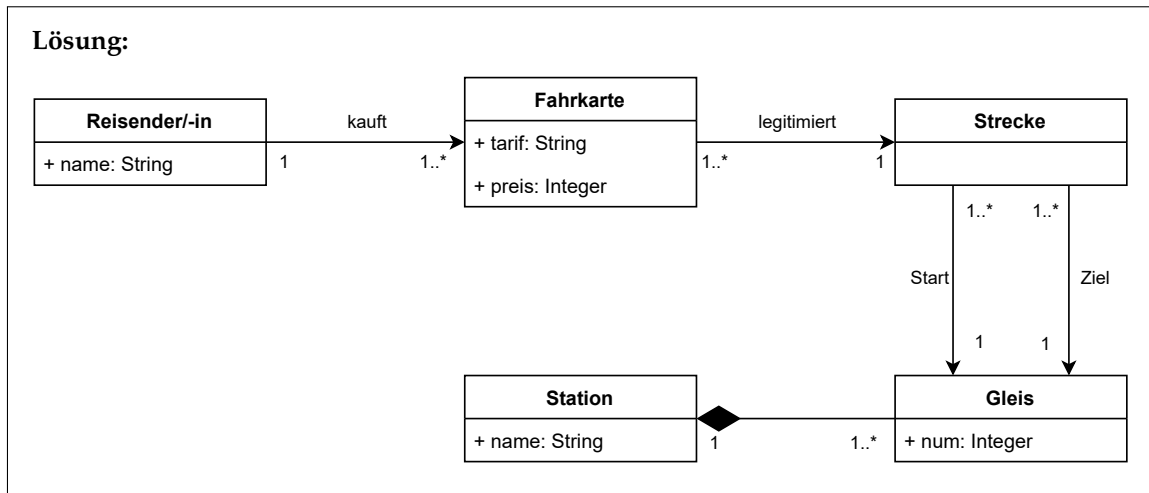 Lösung:
Reisender/-in
+ name: String
kauft
1
1..*
Fahrkarte
+ tarif: String
+ preis: Integer
legitimiert
1..*
1
Strecke
1..*
1..*
Start
Ziel
1
1
Station
+ name: String
1
1..*
Gleis
+ num: Integer